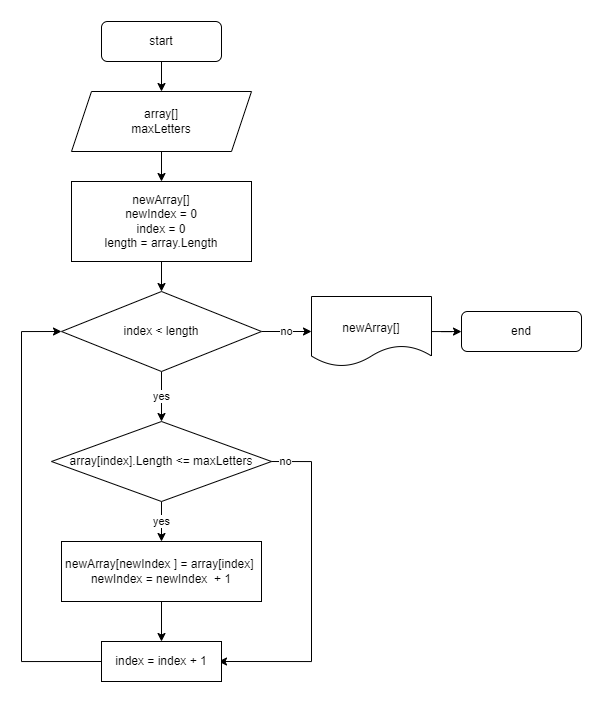 start
array[]
maxLetters
newArray[]
newIndex = 0
index = 0
length = array.Length
index < length
no
newArray[]
end
yes
array[index].Length <= maxLetters
no
yes
newArray[newIndex ] = array[index]
newIndex = newIndex  + 1
index = index + 1